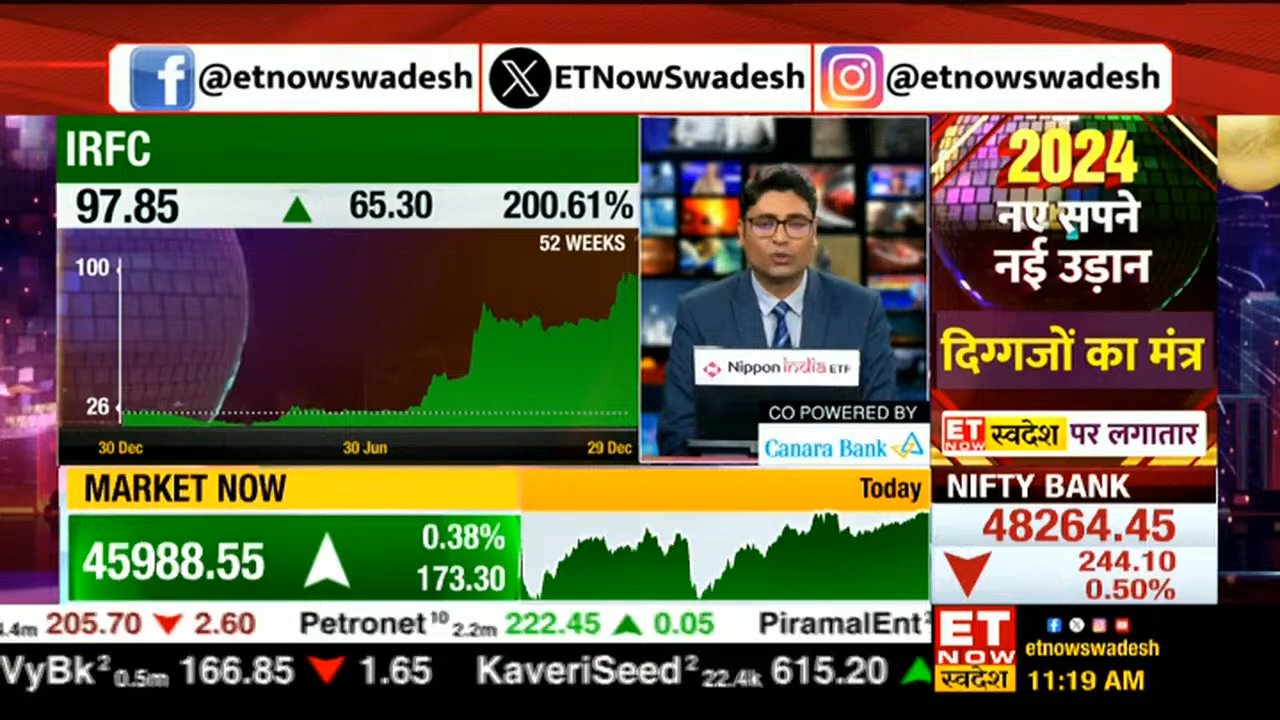 @etnowswadesh
ETNowSwadesh
@etnowswadesh
IRFC
97.85 ▲ 65.30 200.61%
52 WEEKS
100
26
30 Dec 30 Jun 29 Dec
Nippon india ETF
CO POWERED BY
Canara Bank
2024
नए सपने
नई उड़ान
दिग्गजों का मंत्र
ET NOW स्वदेश पर लगातार
MARKET NOW Today
45988.55 0.38%
173.30
NIFTY BANK
48264.45
244.10
0.50%
.4m 205.70 ▼ 2.60 Petronet¹⁰ 2.2m 222.45 ▲ 0.05 PiramalEnt
VyBk² 0.5m 166.85 ▼ 1.65 KaveriSeed² 22.4k 615.20 ▲
ET
NOW
स्वदेश
etnowswadesh
11:19 AM